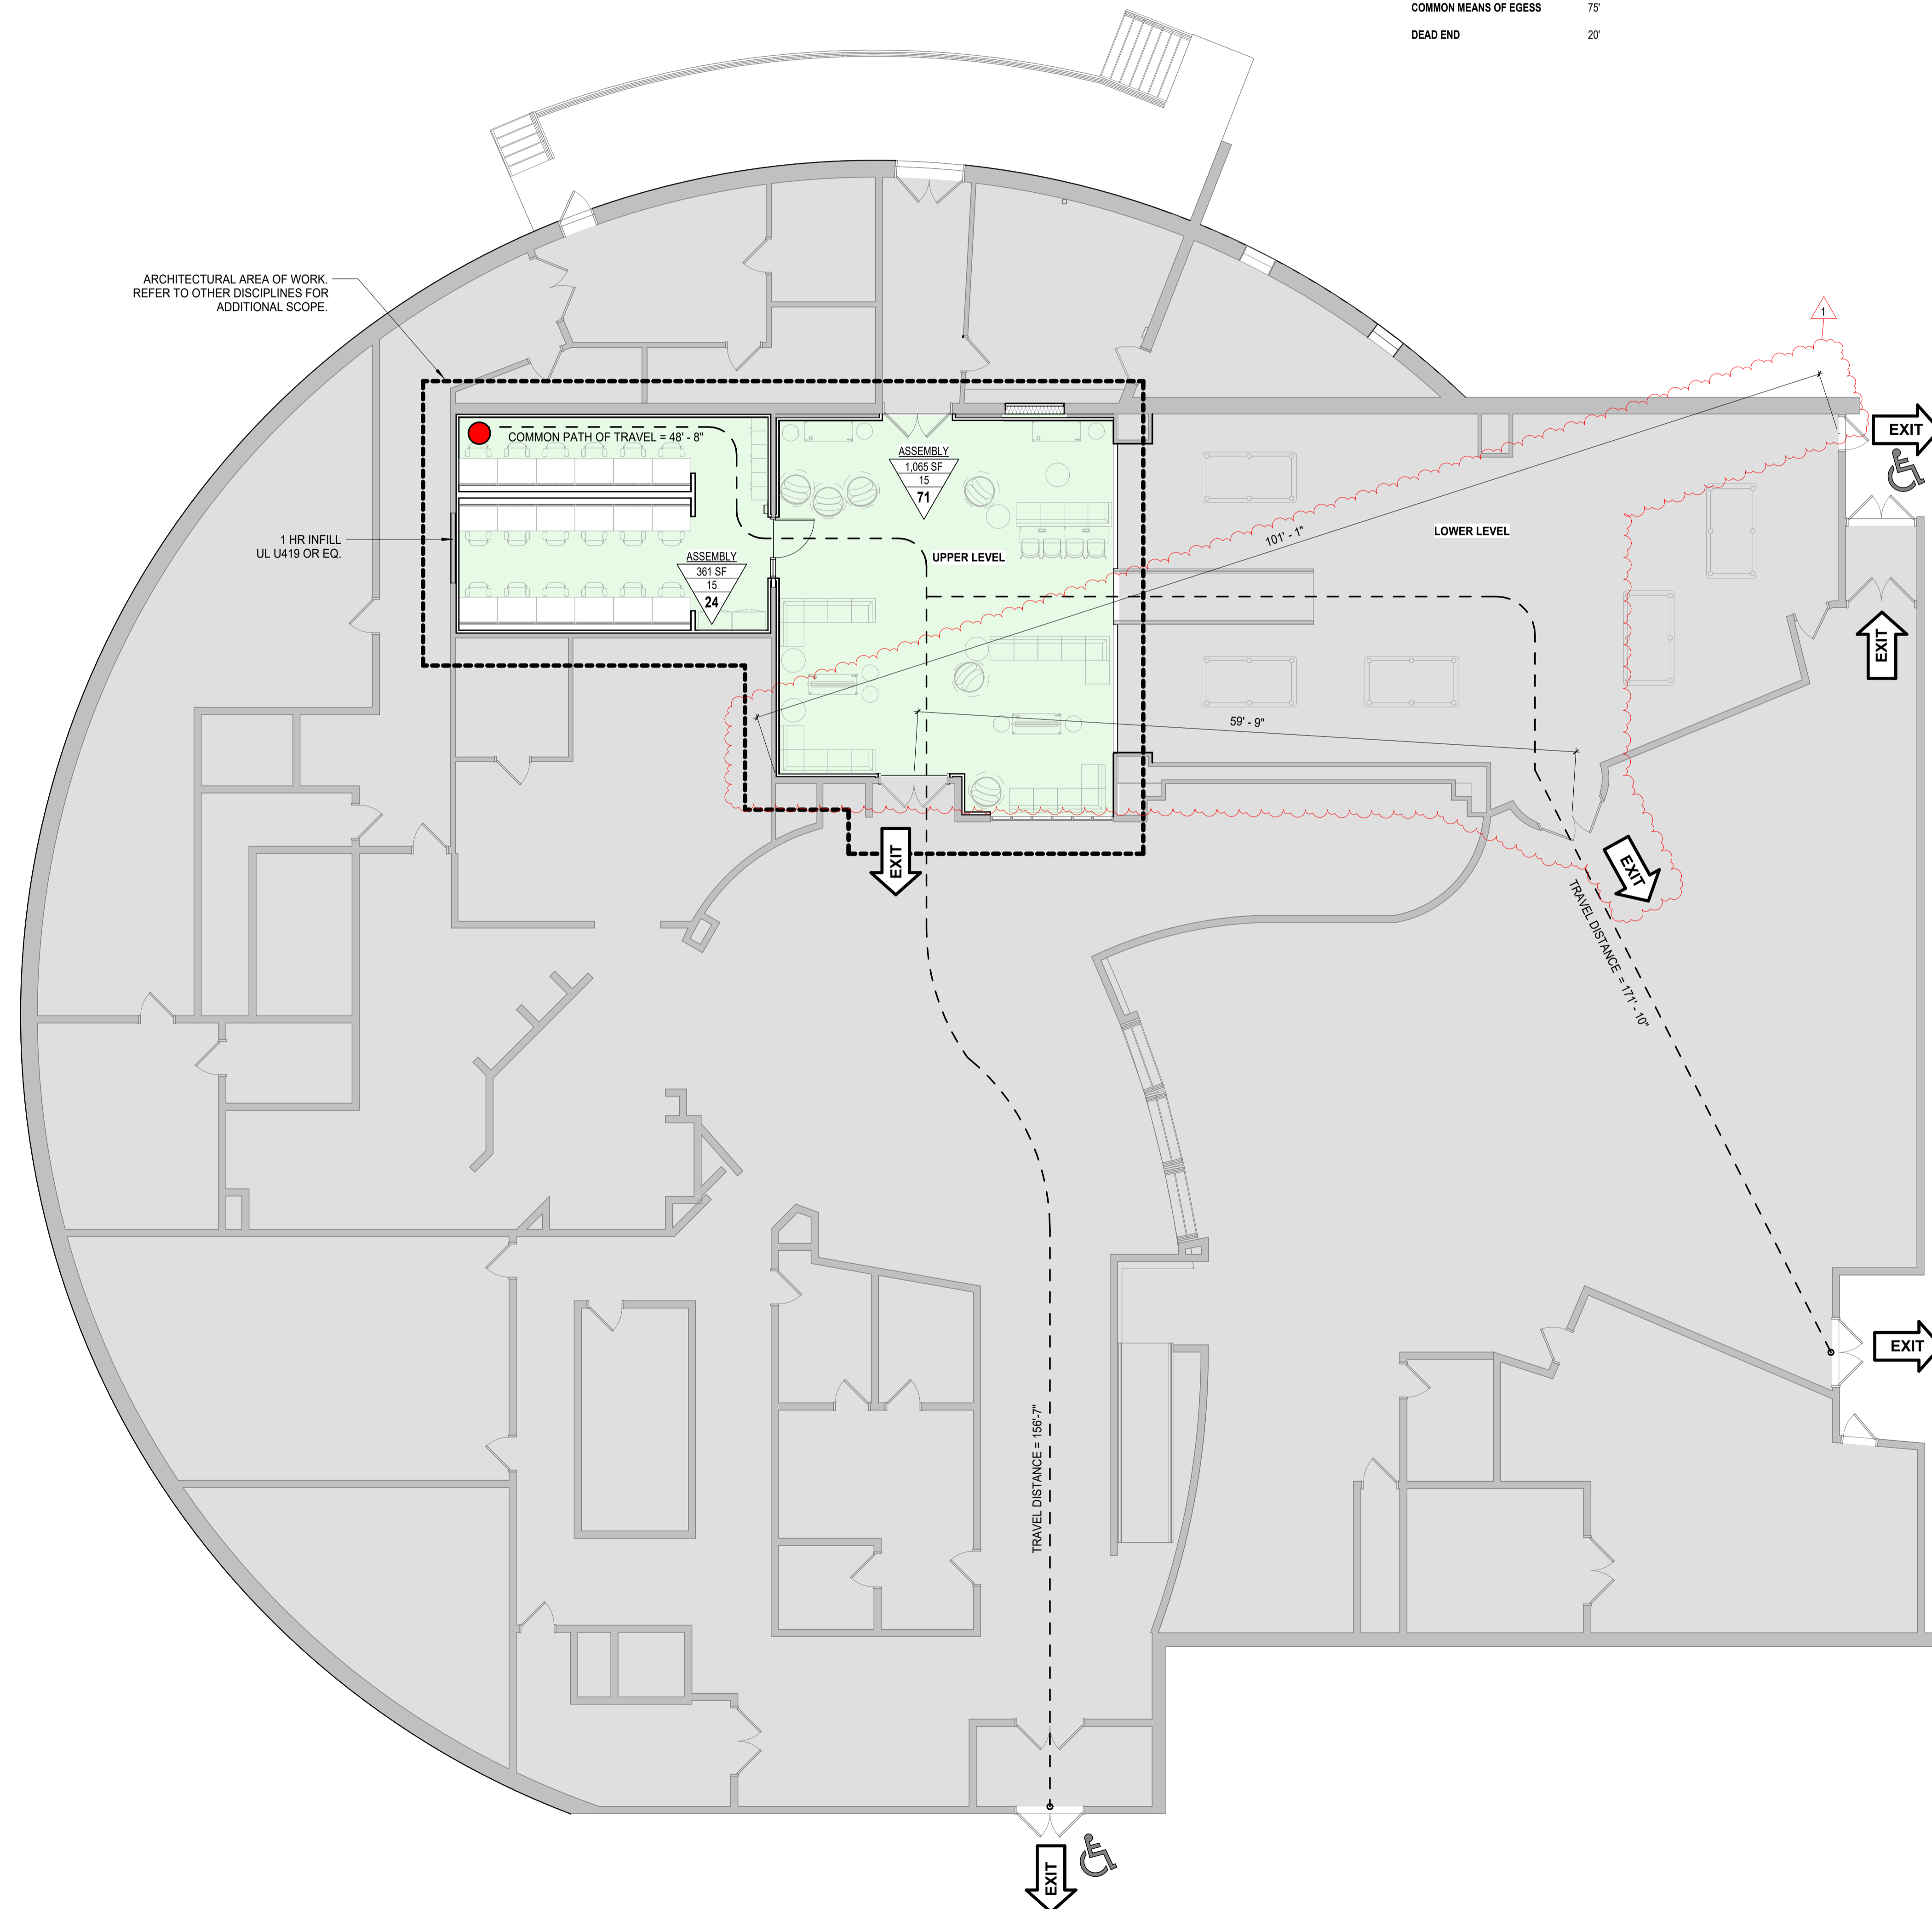 COMMON MEANS OF EGESS 75'
DEAD END 20'
ARCHITECTURAL AREA OF WORK.
REFER TO OTHER DISCIPLINES FOR
ADDITIONAL SCOPE.
1
EXIT
COMMON PATH OF TRAVEL = 48' - 8"
ASSEMBLY
1,065 SF
15
71
LOWER LEVEL
101' - 1"
1 HR INFILL
UL U419 OR EQ.
ASSEMBLY
361 SF
15
24
UPPER LEVEL
EXIT
59' - 9"
EXIT
EXIT
TRAVEL DISTANCE = 171' - 10"
EXIT
TRAVEL DISTANCE = 156'-7"
EXIT